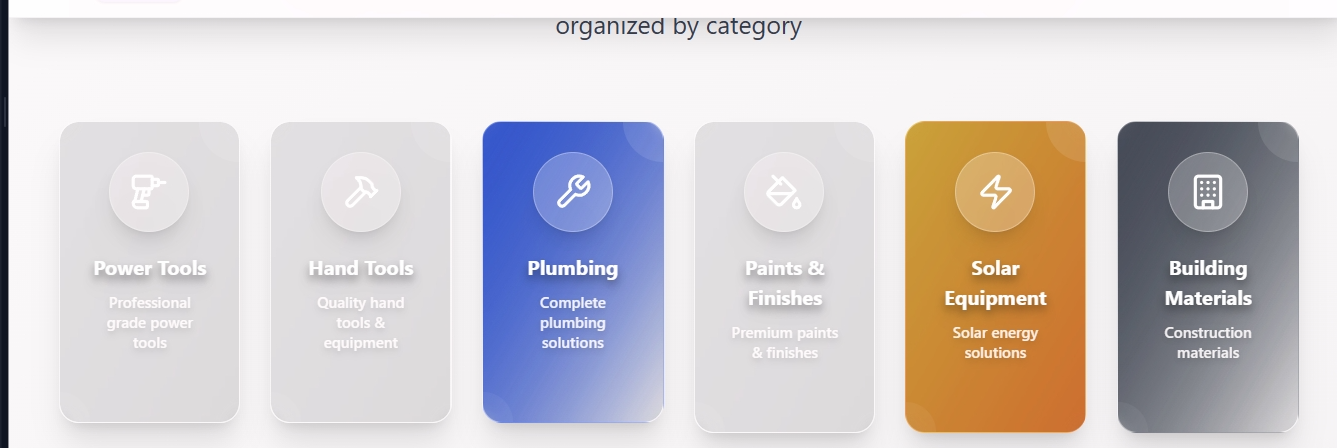 organized by category
Power Tools
Professional
grade power
tools
Hand Tools
Quality hand
tools &
equipment
Plumbing
Complete
plumbing
solutions
Paints &
Finishes
Premium paints
& finishes
Solar
Equipment
Solar energy
solutions
Building
Materials
Construction
materials